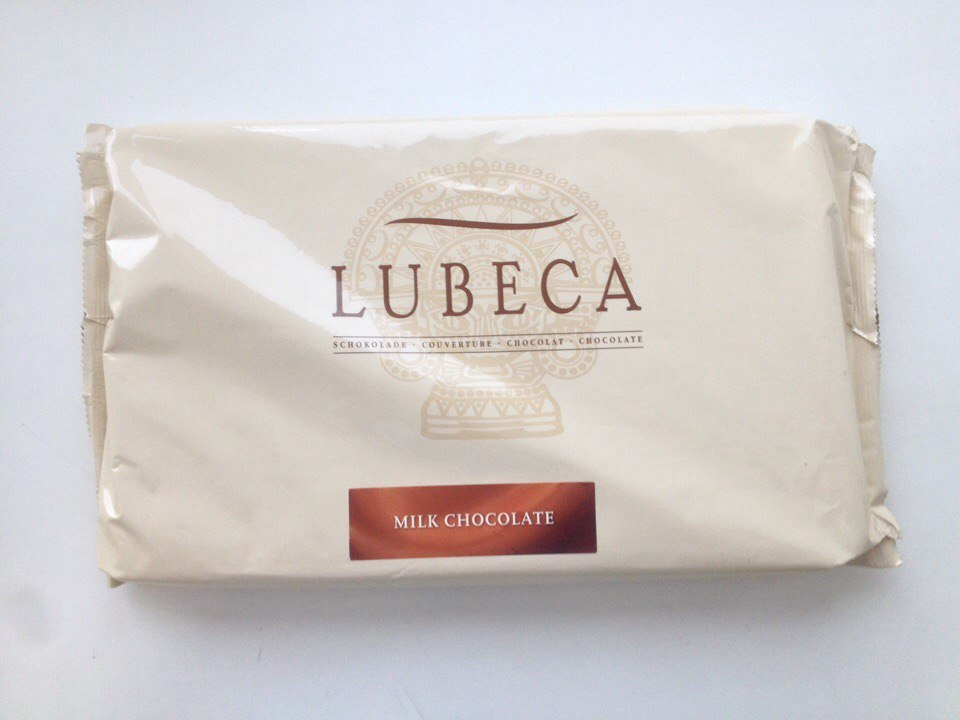 LUBECA
SCHOKOLADE · COUVERTURE · CHOCOLAT · CHOCOLATE
MILK CHOCOLATE